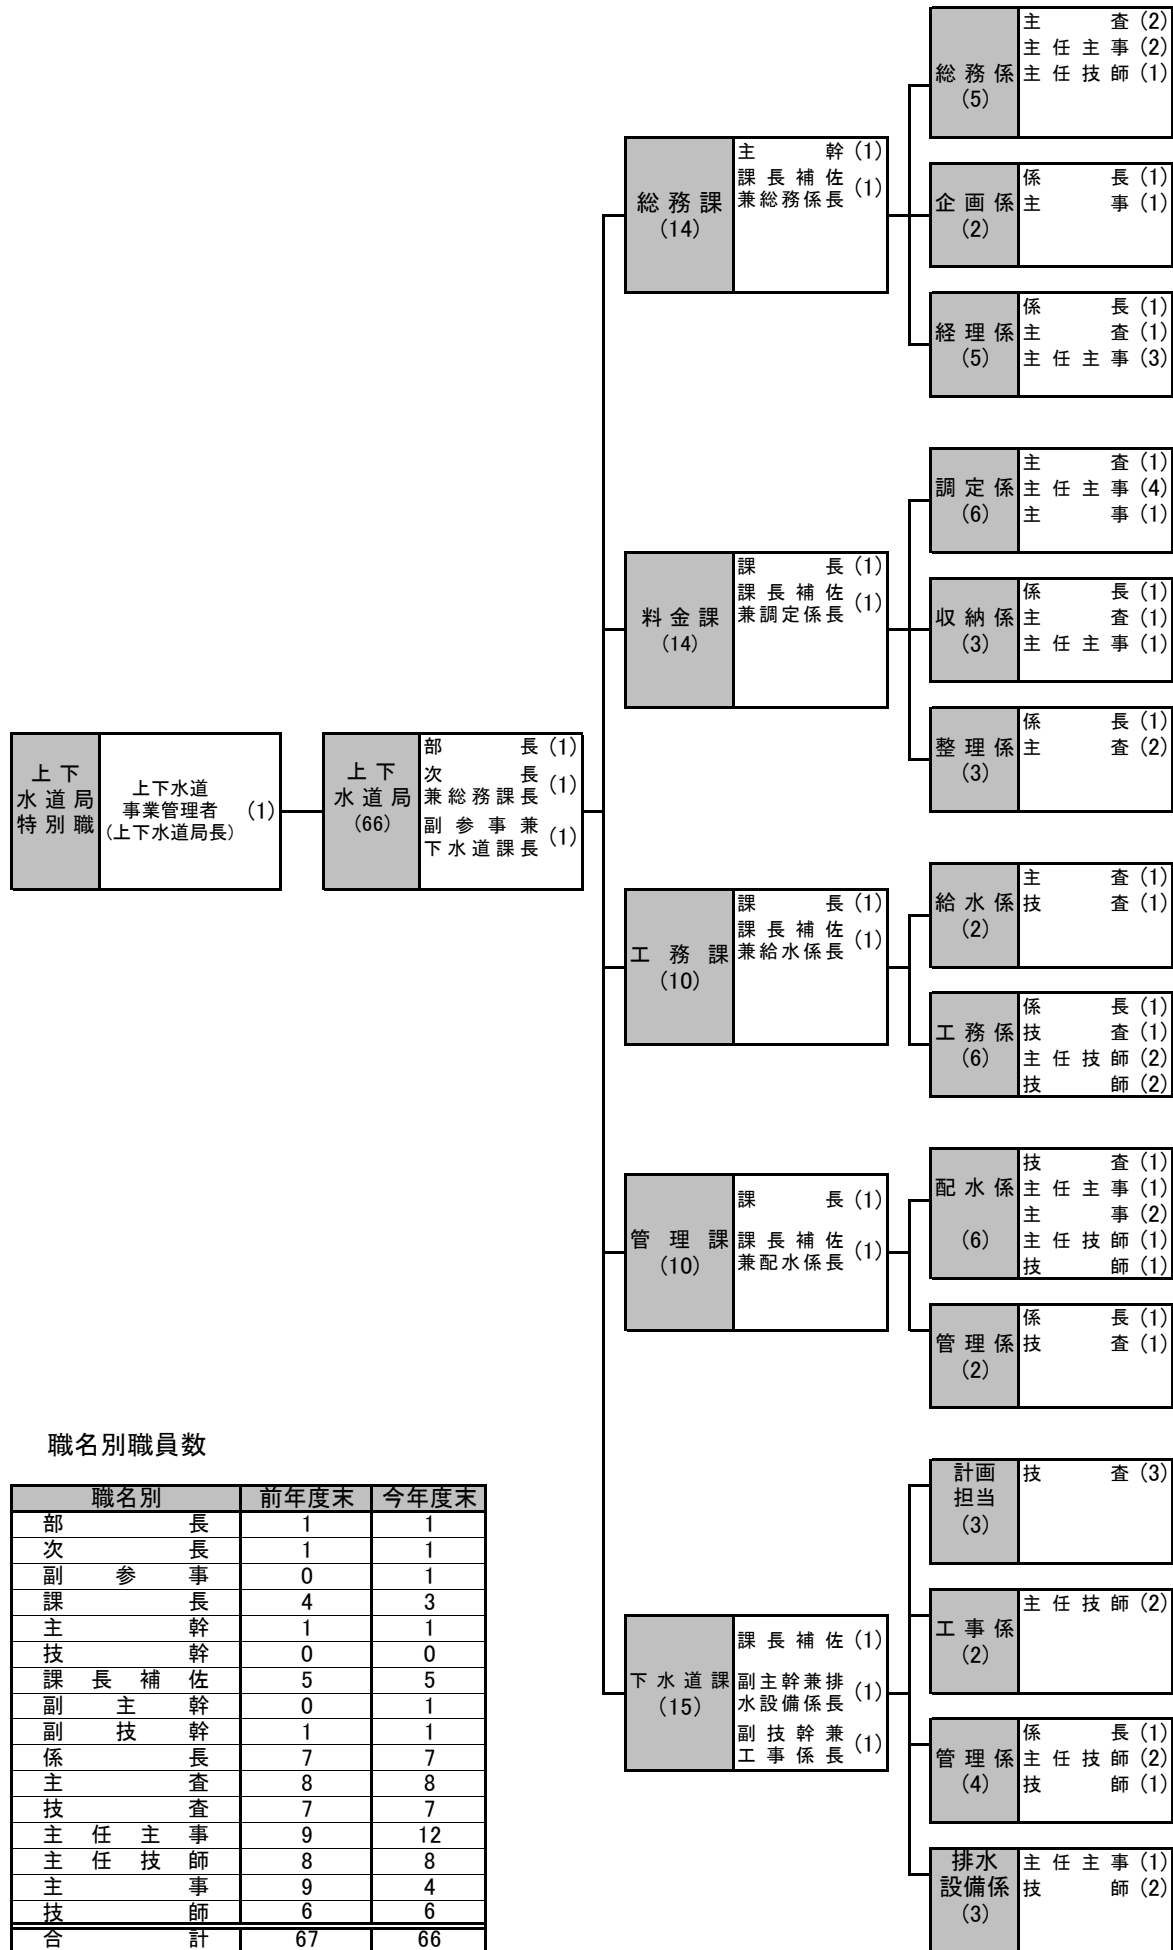 上下
水道局
特別職
上下水道
事業管理者 (1)
(上下水道局長)
上下
水道局
(66)
部長 (1)
次長
兼総務課長 (1)
副参事兼
下水道課長 (1)
総務課
(14)
主幹 (1)
課長補佐
兼総務係長 (1)
総務係
(5)
主査 (2)
主任主事 (2)
主任技師 (1)
企画係
(2)
係長 (1)
主事 (1)
経理係
(5)
係長 (1)
主査 (1)
主任主事 (3)
料金課
(14)
課長 (1)
課長補佐
兼調定係長 (1)
調定係
(6)
主査 (1)
主任主事 (4)
主事 (1)
収納係
(3)
係長 (1)
主査 (1)
主任主事 (1)
整理係
(3)
係長 (1)
主査 (2)
工務課
(10)
課長 (1)
課長補佐
兼給水係長 (1)
給水係
(2)
主査 (1)
技査 (1)
工務係
(6)
係長 (1)
技査 (1)
主任技師 (2)
技師 (2)
管理課
(10)
課長 (1)
課長補佐
兼配水係長 (1)
配水係
(6)
技査 (1)
主任主事 (1)
主事 (2)
主任技師 (1)
技師 (1)
管理係
(2)
係長 (1)
技査 (1)
下水道課
(15)
課長補佐 (1)
副主幹兼排
水設備係長 (1)
副技幹兼
工事係長 (1)
計画
担当
(3)
技査 (3)
工事係
(2)
主任技師 (2)
管理係
(4)
係長 (1)
主任技師 (2)
技師 (1)
排水
設備係
(3)
主任主事 (1)
技師 (2)
職名別職員数
職名別 前年度末 今年度末
部長 1 1
次長 1 1
副参事 0 1
課長 4 3
主幹 1 1
技幹 0 0
課長補佐 5 5
副主幹 0 1
副技幹 1 1
係長 7 7
主査 8 8
技査 7 7
主任主事 9 12
主任技師 8 8
主事 9 4
技師 6 6
合計 67 66